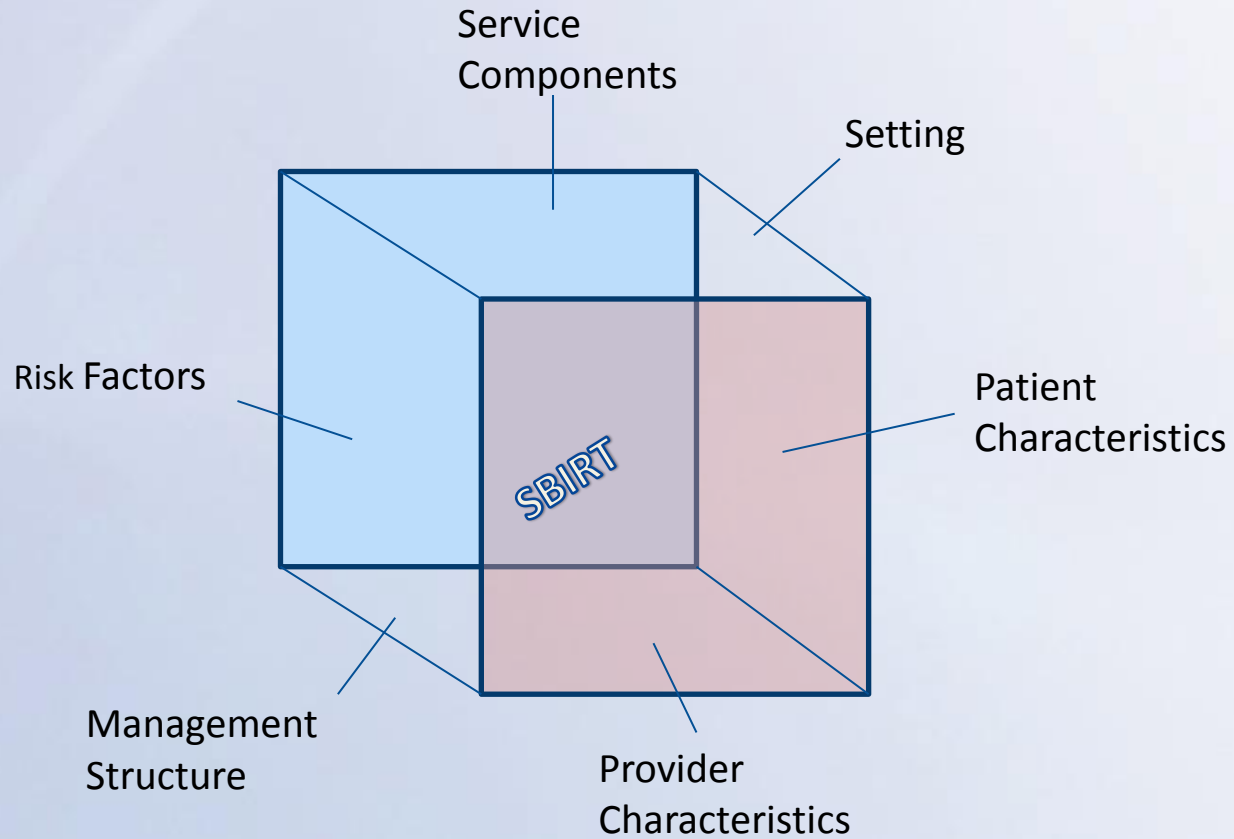 Service
Components
Setting
Risk Factors
Patient
Characteristics
SBIRT
Management
Structure
Provider
Characteristics